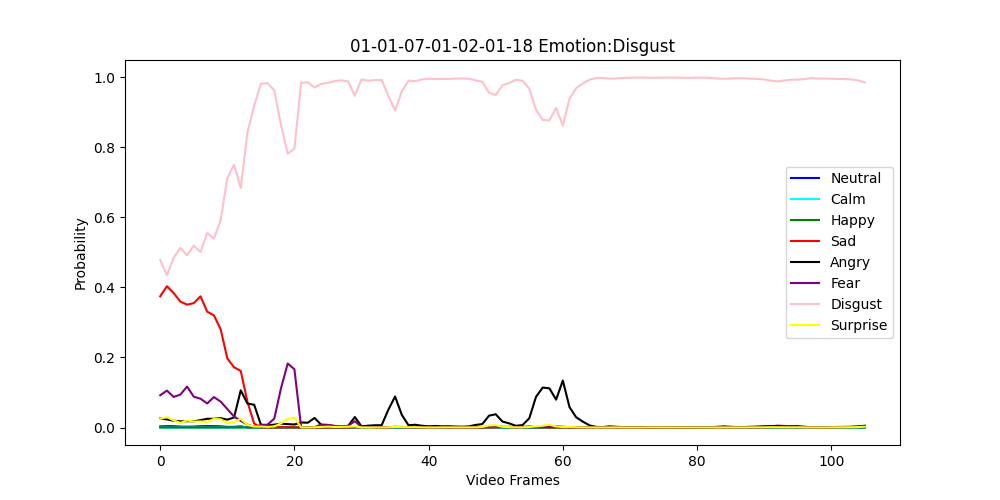 01-01-07-01-02-01-18 Emotion:Disgust
1.0
0.8
0.6
0.4
0.2
0.0
Probability
Neutral
Calm
Happy
Sad
Angry
Fear
Disgust
Surprise
0
20
40
60
80
100
Video Frames